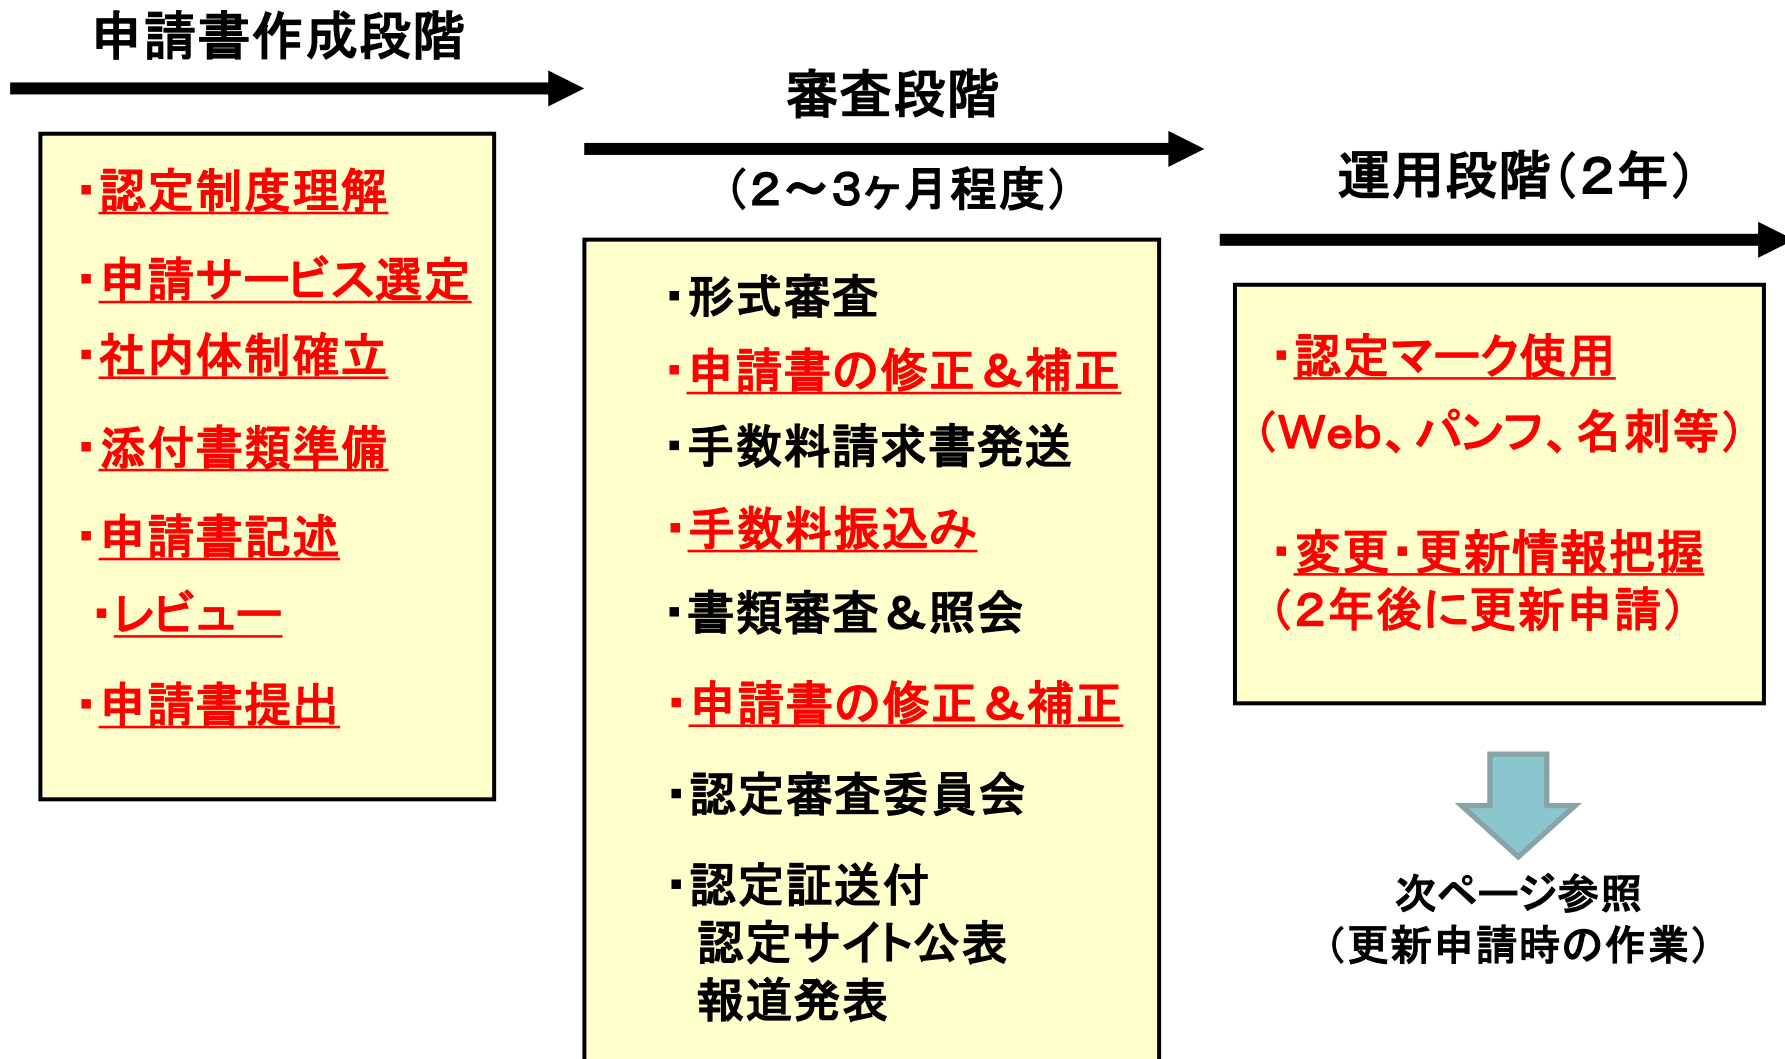 申請書作成段階
・認定制度理解
・申請サービス選定
・社内体制確立
・添付書類準備
・申請書記述
・レビュー
・申請書提出
審査段階
（２～３ヶ月程度）
・形式審査
・申請書の修正＆補正
・手数料請求書発送
・手数料振込み
・書類審査＆照会
・申請書の修正＆補正
・認定審査委員会
・認定証送付
認定サイト公表
報道発表
運用段階（２年）
・認定マーク使用
（Ｗｅｂ、パンフ、名刺等）
・変更・更新情報把握
（２年後に更新申請）
次ページ参照
（更新申請時の作業）